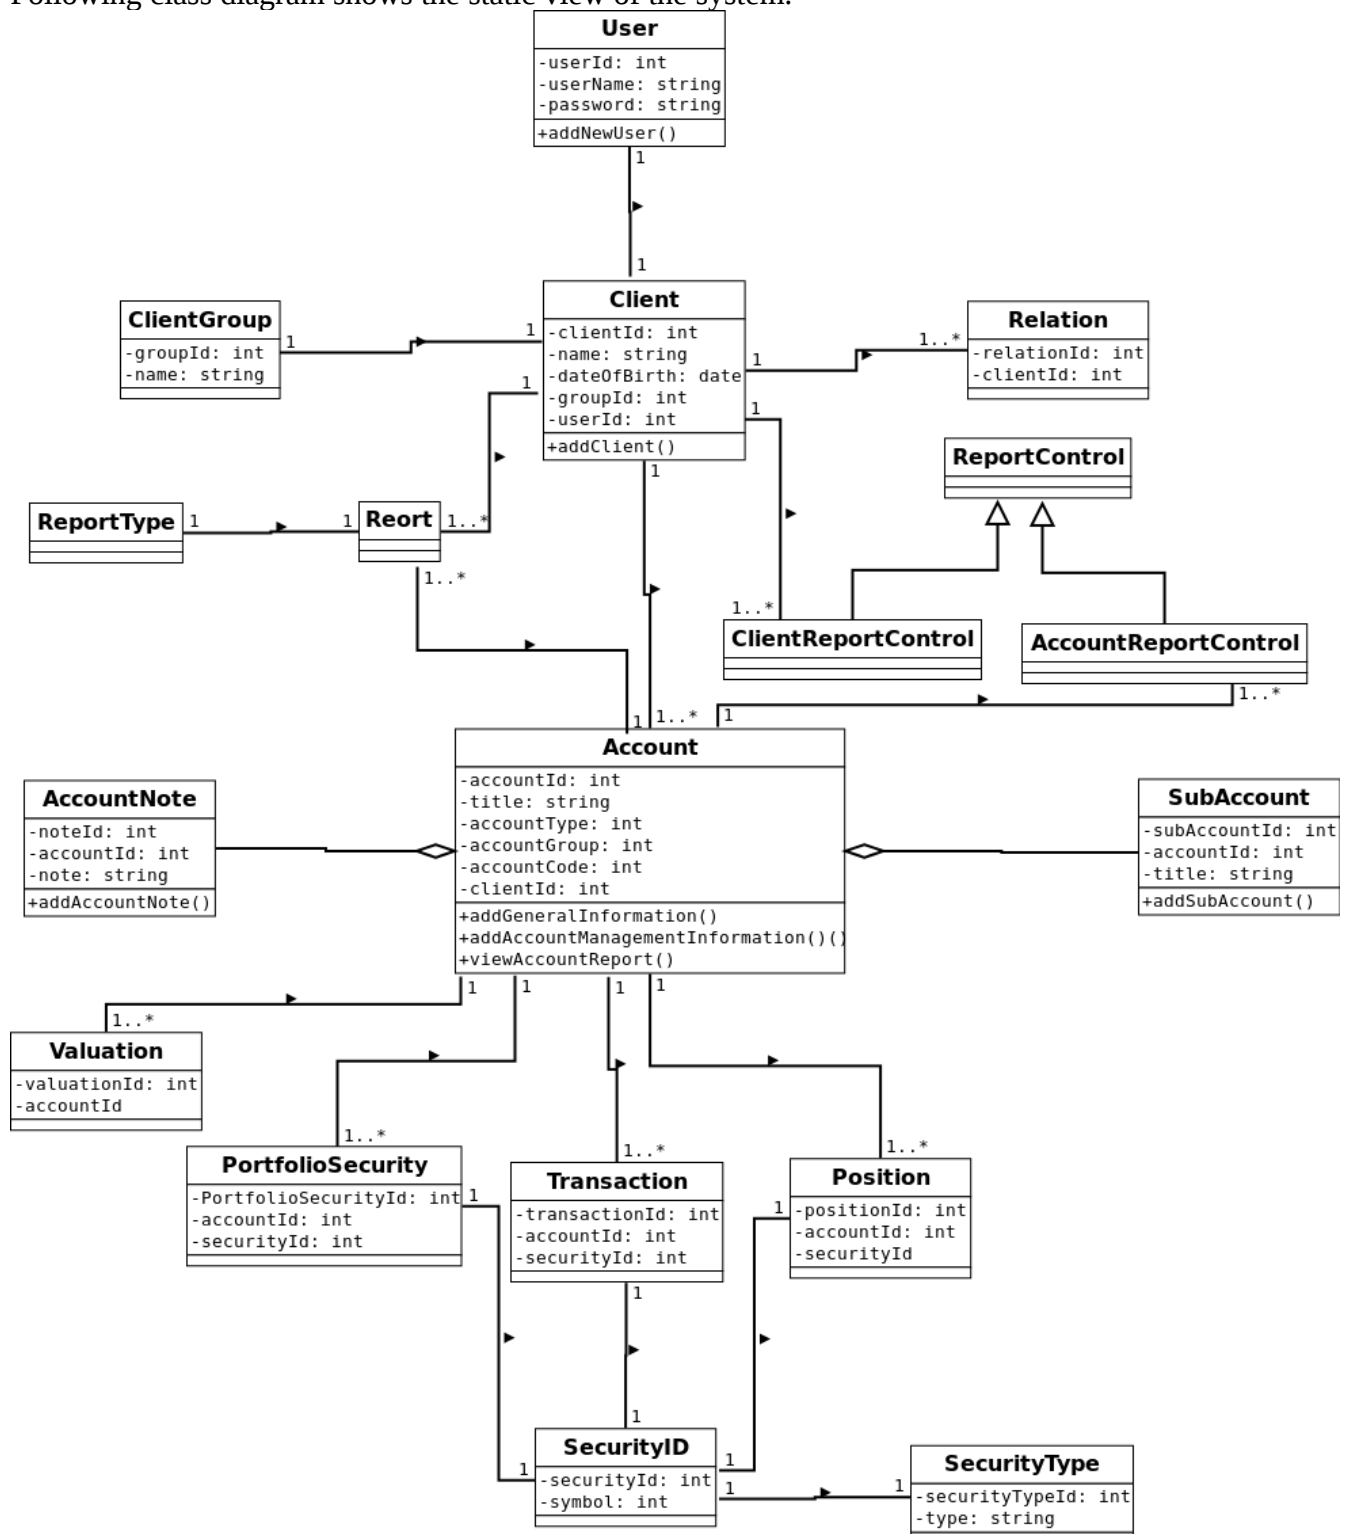 Following class diagram shows the static view of the system.
User
-userId: int
-userName: string
-password: string
+addNewUser()
1
1
ClientGroup
-groupId: int
-name: string
1
1
Client
-clientId: int
-name: string
-dateOfBirth: date
-groupId: int
-userId: int
+addClient()
1
1..*
Relation
-relationId: int
-clientId: int
1
1
1
ReportControl
ReportType
1
1
Reort
1..*
1..*
1..*
ClientReportControl
AccountReportControl
1..*
1
1..*
1
Account
-accountId: int
-title: string
-accountType: int
-accountGroup: int
-accountCode: int
-clientId: int
+addGeneralInformation()
+addAccountManagementInformation()()
+viewAccountReport()
AccountNote
-noteId: int
-accountId: int
-note: string
+addAccountNote()
SubAccount
-subAccountId: int
-accountId: int
-title: string
+addSubAccount()
1
1
1
1
1..*
Valuation
-valuationId: int
-accountId
1..*
PortfolioSecurity
-PortfolioSecurityId: int
-accountId: int
-securityId: int
1
1..*
Transaction
-transactionId: int
-accountId: int
-securityId: int
1
1..*
Position
-positionId: int
-accountId: int
-securityId
1
1
1
SecurityID
-securityId: int
-symbol: int
1
1
1
SecurityType
-securityTypeId: int
-type: string